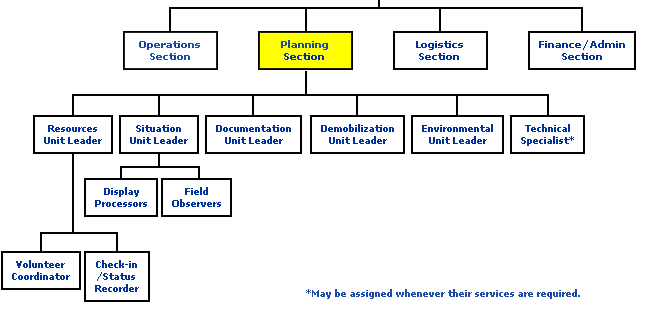 Operations
Section
Planning
Section
Logistics
Section
Finance/Admin
Section
Resources
Unit Leader
Situation
Unit Leader
Documentation
Unit Leader
Demobilization
Unit Leader
Environmental
Unit Leader
Technical
Specialist*
Display
Processors
Field
Observers
Volunteer
Coordinator
Check-in
/Status
Recorder
*May be assigned whenever their services are required.